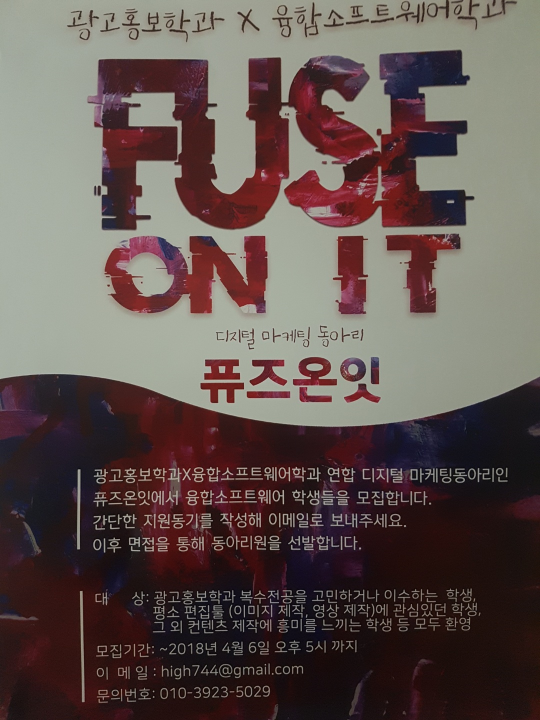 광고홍보학과 X 융합소프트웨어학과
FUSE
ON IT
디지털 마케팅 동아리
퓨즈온잇
광고홍보학과X융합소프트웨어학과 연합 디지털 마케팅동아리인
퓨즈온잇에서 융합소프트웨어 학생들을 모집합니다.
간단한 지원동기를 작성해 이메일로 보내주세요.
이후 면접을 통해 동아리원을 선발합니다.
대 상: 광고홍보학과 복수전공을 고민하거나 이수하는 학생,
평소 편집툴 (이미지 제작, 영상 제작)에 관심있던 학생,
그 외 컨텐츠 제작에 흥미를 느끼는 학생 등 모두 환영
모집기간: ~2018년 4월 6일 오후 5시 까지
이 메 일 : high744@gmail.com
문의번호: 010-3923-5029